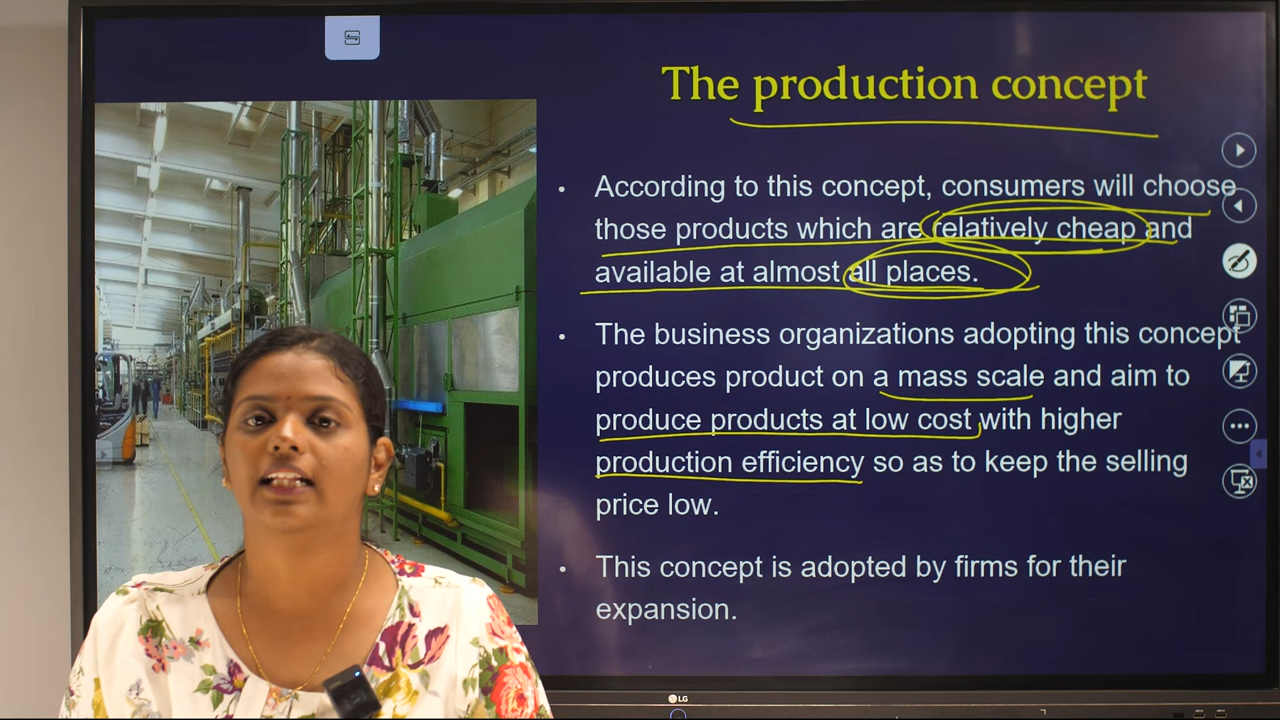 The production concept
• According to this concept, consumers will choose
those products which are relatively cheap and
available at almost all places.
• The business organizations adopting this concept
produces product on a mass scale and aim to
produce products at low cost with higher
production efficiency so as to keep the selling
price low.
• This concept is adopted by firms for their
expansion.
LG